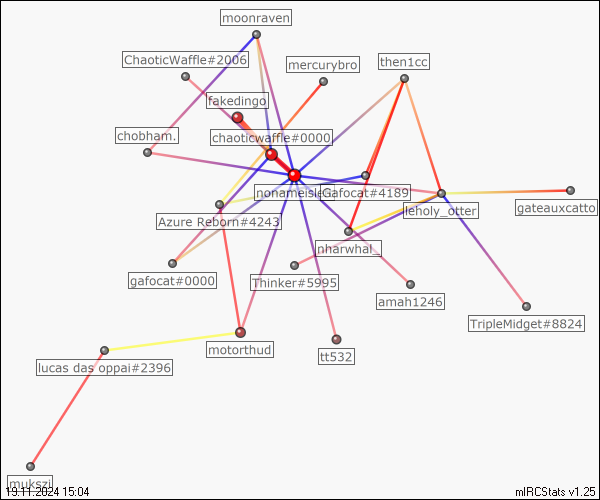 moonraven
ChaoticWaffle#2006
mercurybro
then1cc
fakedingo
chobham.
chaoticwaffle#0000
Gafocat#4189
leholy_otter
gateauxcatto
Azure Reborn#4243
nharwhal_
gafocat#0000
Thinker#5995
amah1246
TripleMidget#8824
motorthud
tt532
lucas das oppai#2396
mukszi
19.11.2024 15:04
mIRCStats v1.25